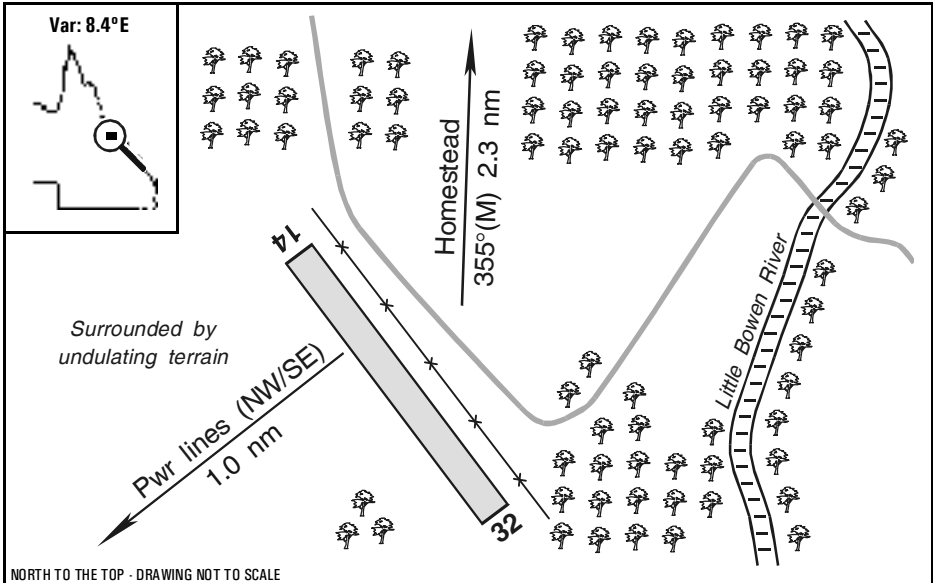 Var: 8.4°E
Homestead
355°(M) 2.3 nm
14
Surrounded by
undulating terrain
Little Bowen River
Pwr lines (NW/SE)
1.0 nm
32
NORTH TO THE TOP - DRAWING NOT TO SCALE